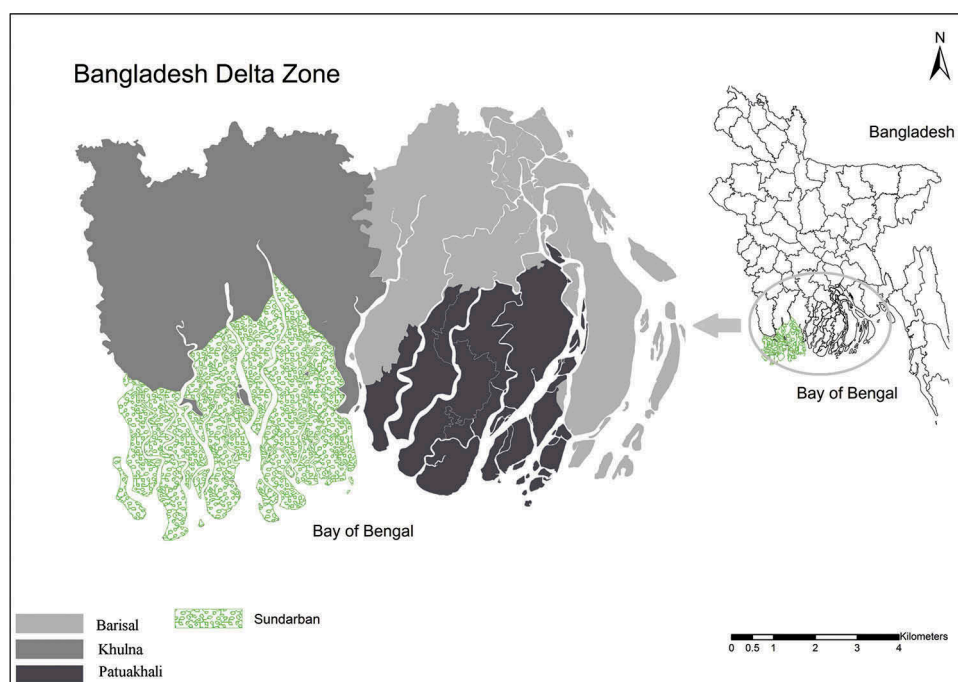 N
Bangladesh Delta Zone
Bangladesh
Bay of Bengal
Bay of Bengal
Barisal
Sundarban
Khulna
Patuakhali
Kilometers
0 0.5 1 2 3 4